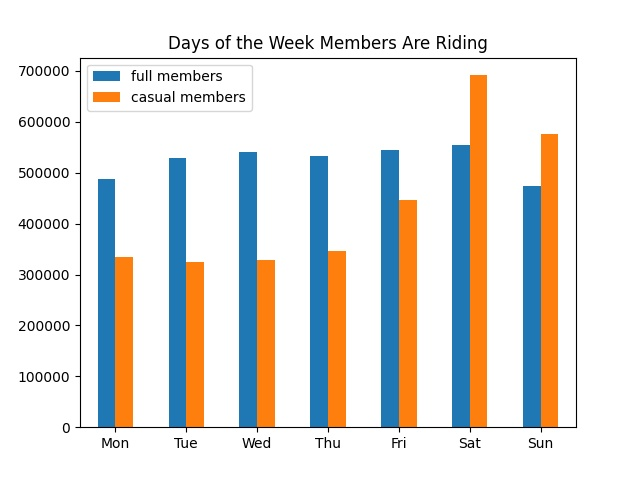 Days of the Week Members Are Riding
full members
casual members
700000
600000
500000
400000
300000
200000
100000
0
Mon Tue Wed Thu Fri Sat Sun